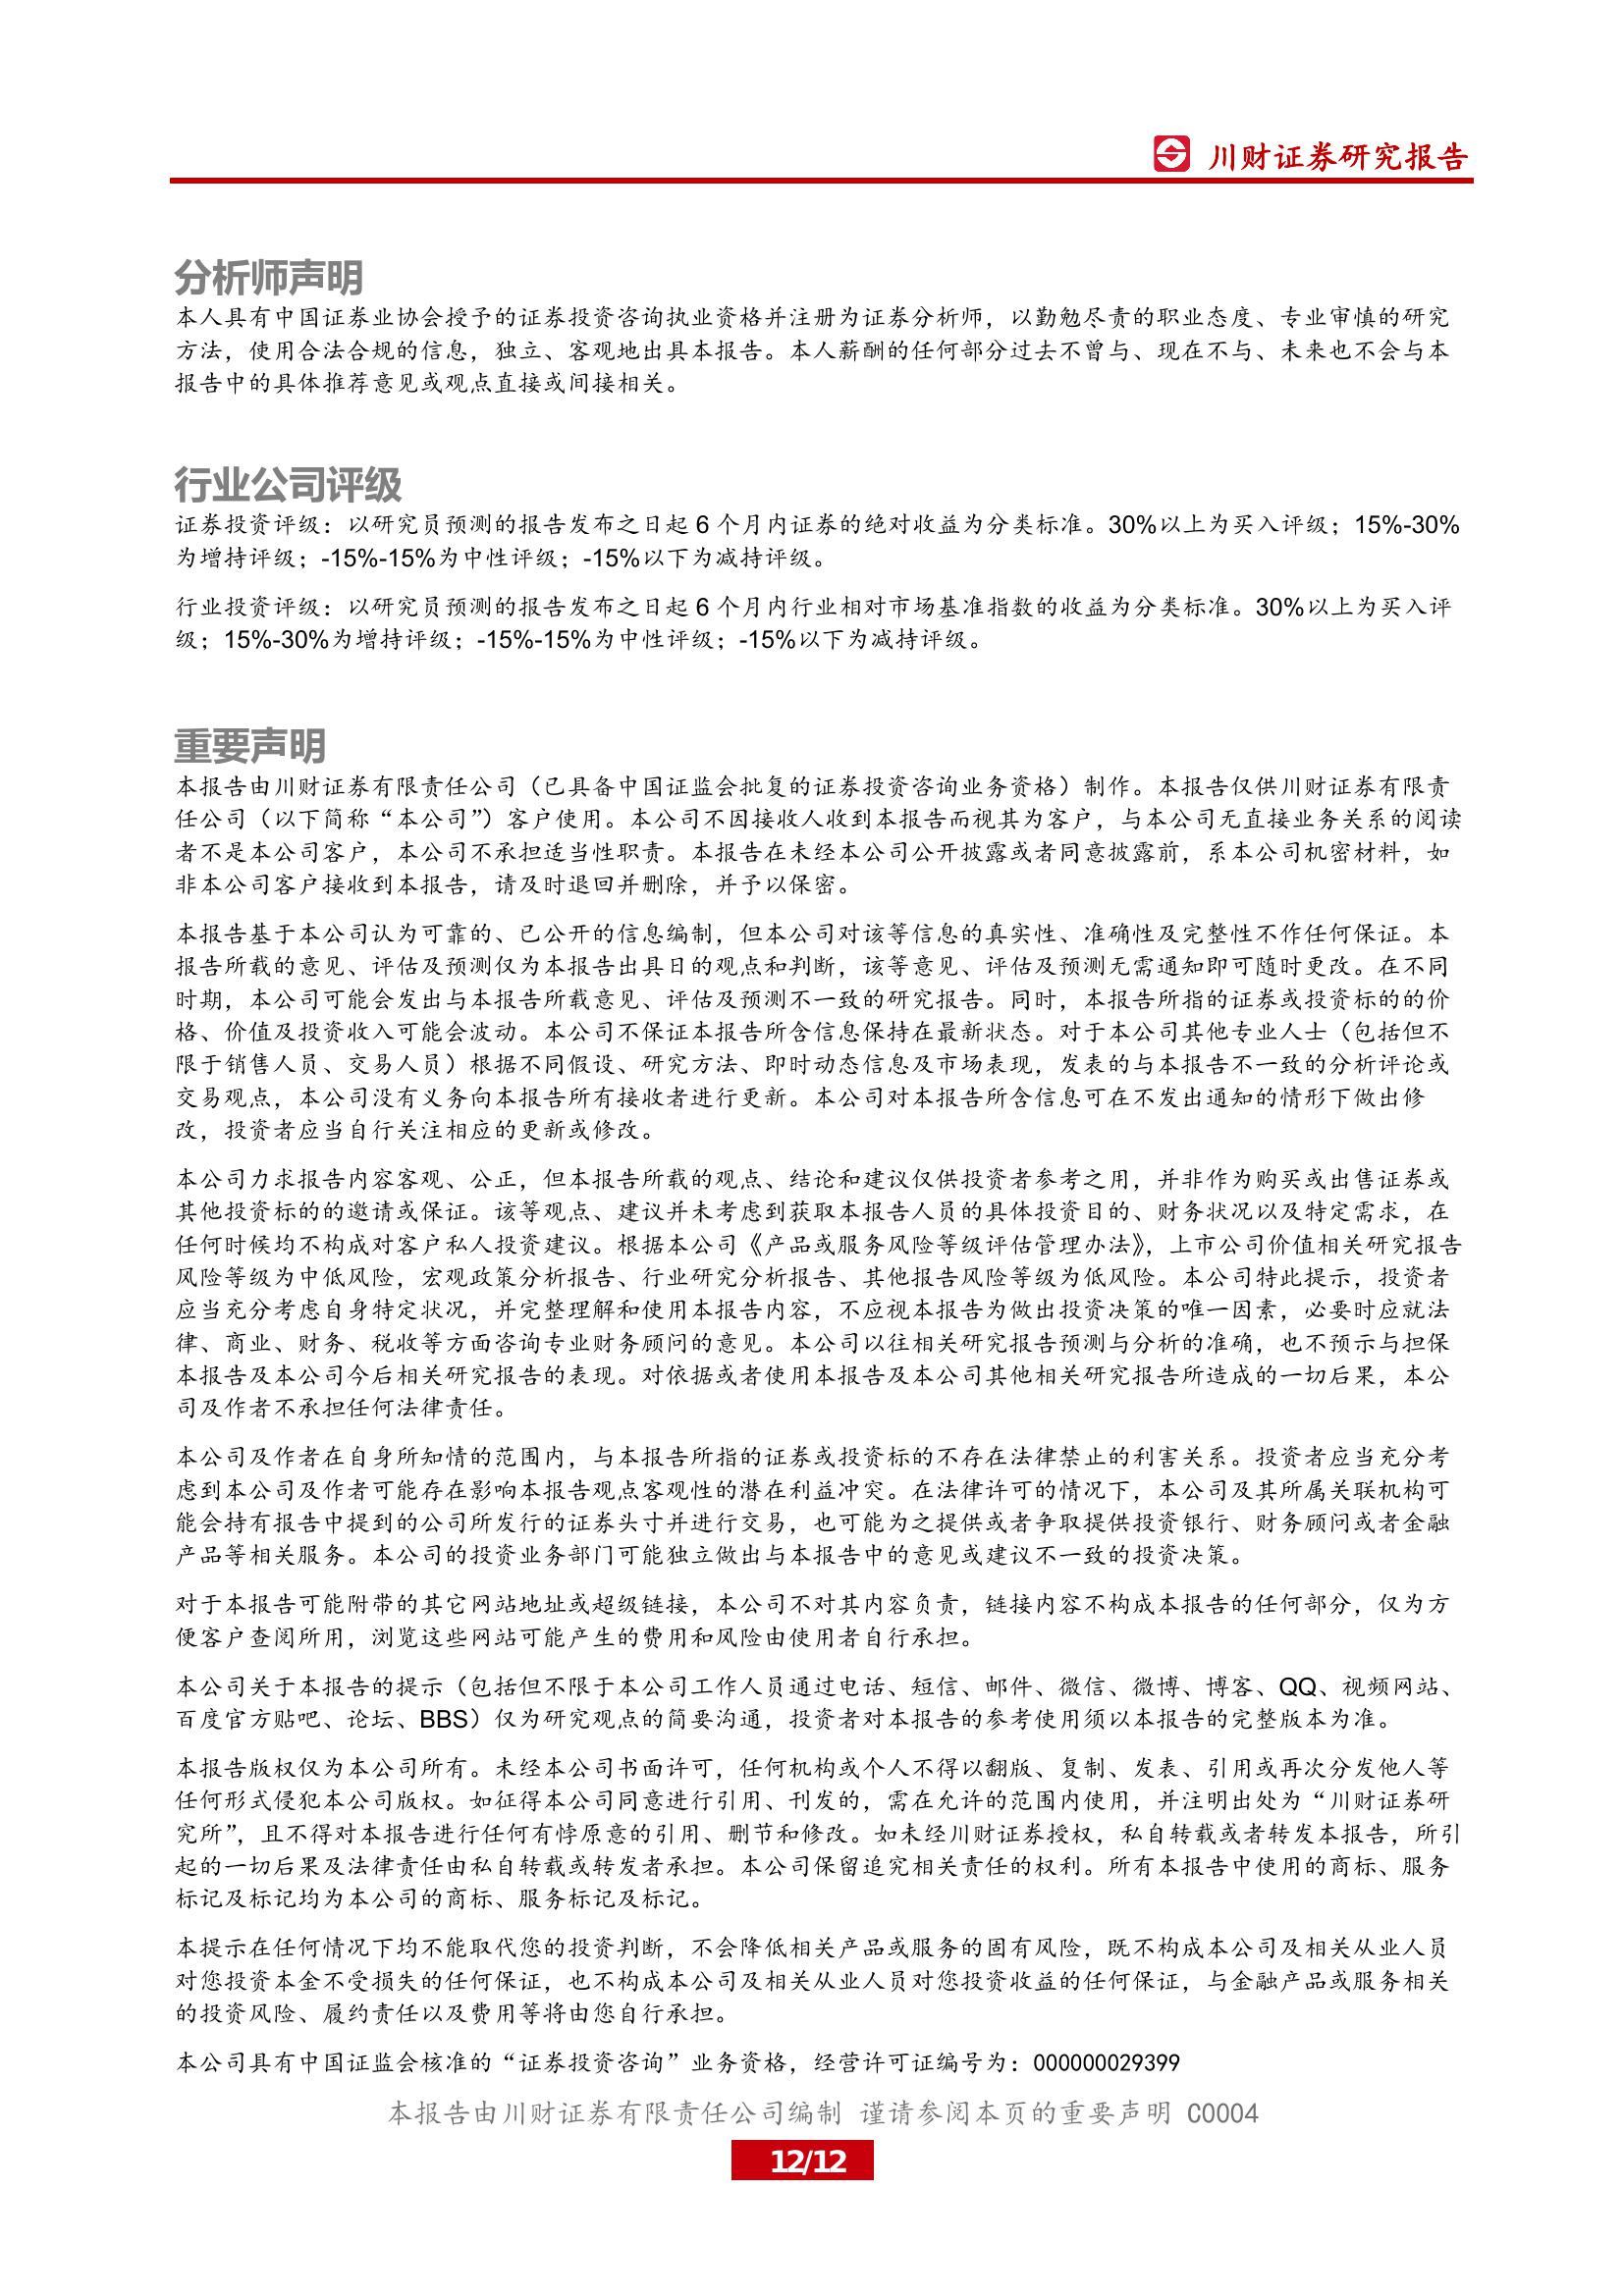 川财证券研究报告
分析师声明
本人具有中国证券业协会授予的证券投资咨询执业资格并注册为证券分析师，以勤勉尽责的职业态度、专业审慎的研究
方法，使用合法合规的信息，独立、客观地出具本报告。本人薪酬的任何部分过去不曾与、现在不与、未来也不会与本
报告中的具体推荐意见或观点直接或间接相关。
行业公司评级
证券投资评级：以研究员预测的报告发布之日起 6 个月内证券的绝对收益为分类标准。30%以上为买入评级；15%-30%
为增持评级；-15%-15%为中性评级；-15%以下为减持评级。
行业投资评级：以研究员预测的报告发布之日起 6 个月内行业相对市场基准指数的收益为分类标准。30%以上为买入评
级；15%-30%为增持评级；-15%-15%为中性评级；-15%以下为减持评级。
重要声明
本报告由川财证券有限责任公司（已具备中国证监会批复的证券投资咨询业务资格）制作。本报告仅供川财证券有限责
任公司（以下简称“本公司”）客户使用。本公司不因接收人收到本报告而视其为客户，与本公司无直接业务关系的阅读
者不是本公司客户，本公司不承担适当性职责。本报告在未经本公司公开披露或者同意披露前，系本公司机密材料，如
非本公司客户接收到本报告，请及时退回并删除，并予以保密。
本报告基于本公司认为可靠的、已公开的信息编制，但本公司对该等信息的真实性、准确性及完整性不作任何保证。本
报告所载的意见、评估及预测仅为本报告出具日的观点和判断，该等意见、评估及预测无需通知即可随时更改。在不同
时期，本公司可能会发出与本报告所载意见、评估及预测不一致的研究报告。同时，本报告所指的证券或投资标的的价
格、价值及投资收入可能会波动。本公司不保证本报告所含信息保持在最新状态。对于本公司其他专业人士（包括但不
限于销售人员、交易人员）根据不同假设、研究方法、即时动态信息及市场表现，发表的与本报告不一致的分析评论或
交易观点，本公司没有义务向本报告所有接收者进行更新。本公司对本报告所含信息可在不发出通知的情形下做出修
改，投资者应当自行关注相应的更新或修改。
本公司力求报告内容客观、公正，但本报告所载的观点、结论和建议仅供投资者参考之用，并非作为购买或出售证券或
其他投资标的的邀请或保证。该等观点、建议并未考虑到获取本报告人员的具体投资目的、财务状况以及特定需求，在
任何时候均不构成对客户私人投资建议。根据本公司《产品或服务风险等级评估管理办法》，上市公司价值相关研究报告
风险等级为中低风险，宏观政策分析报告、行业研究分析报告、其他报告风险等级为低风险。本公司特此提示，投资者
应当充分考虑自身特定状况，并完整理解和使用本报告内容，不应视本报告为做出投资决策的唯一因素，必要时应就法
律、商业、财务、税收等方面咨询专业财务顾问的意见。本公司以往相关研究报告预测与分析的准确，也不预示与担保
本报告及本公司今后相关研究报告的表现。对依据或者使用本报告及本公司其他相关研究报告所造成的一切后果，本公
司及作者不承担任何法律责任。
本公司及作者在自身所知情的范围内，与本报告所指的证券或投资标的不存在法律禁止的利害关系。投资者应当充分考
虑到本公司及作者可能存在影响本报告观点客观性的潜在利益冲突。在法律许可的情况下，本公司及其所属关联机构可
能会持有报告中提到的公司所发行的证券头寸并进行交易，也可能为之提供或者争取提供投资银行、财务顾问或者金融
产品等相关服务。本公司的投资业务部门可能独立做出与本报告中的意见或建议不一致的投资决策。
对于本报告可能附带的其它网站地址或超级链接，本公司不对其内容负责，链接内容不构成本报告的任何部分，仅为方
便客户查阅所用，浏览这些网站可能产生的费用和风险由使用者自行承担。
本公司关于本报告的提示（包括但不限于本公司工作人员通过电话、短信、邮件、微信、微博、博客、QQ、视频网站、
百度官方贴吧、论坛、BBS）仅为研究观点的简要沟通，投资者对本报告的参考使用须以本报告的完整版本为准。
本报告版权仅为本公司所有。未经本公司书面许可，任何机构或个人不得以翻版、复制、发表、引用或再次分发他人等
任何形式侵犯本公司版权。如征得本公司同意进行引用、刊发的，需在允许的范围内使用，并注明出处为“川财证券研
究所”，且不得对本报告进行任何有悖原意的引用、删节和修改。如未经川财证券授权，私自转载或者转发本报告，所引
起的一切后果及法律责任由私自转载或转发者承担。本公司保留追究相关责任的权利。所有本报告中使用的商标、服务
标记及标记均为本公司的商标、服务标记及标记。
本提示在任何情况下均不能取代您的投资判断，不会降低相关产品或服务的固有风险，既不构成本公司及相关从业人员
对您投资本金不受损失的任何保证，也不构成本公司及相关从业人员对您投资收益的任何保证，与金融产品或服务相关
的投资风险、履约责任以及费用等将由您自行承担。
本公司具有中国证监会核准的“证券投资咨询”业务资格，经营许可证编号为：000000029399
本报告由川财证券有限责任公司编制 谨请参阅本页的重要声明 C0004
12/12